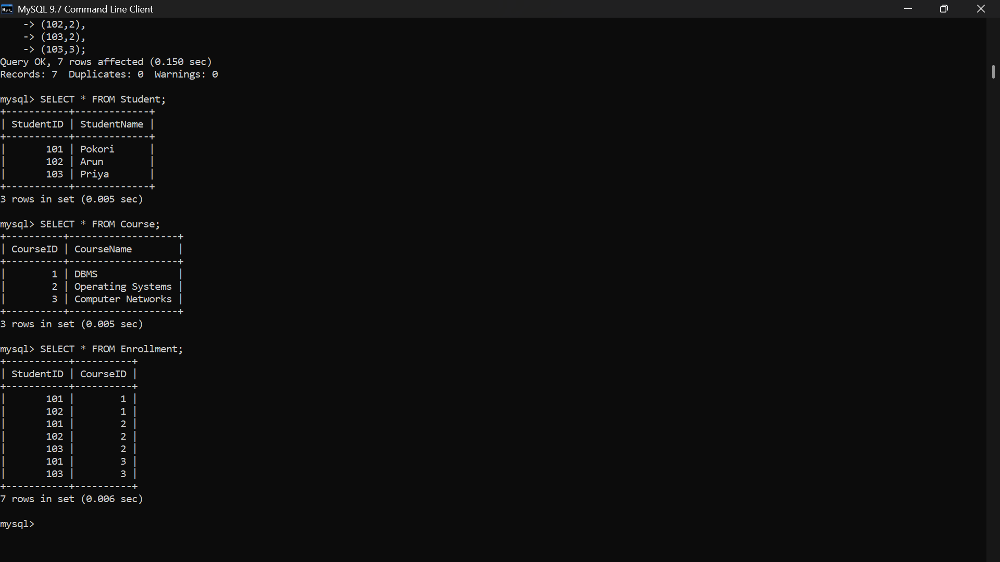 MySQL 9.7 Command Line Client
    -> (102,2),
    -> (103,2),
    -> (103,3);
Query OK, 7 rows affected (0.150 sec)
Records: 7  Duplicates: 0  Warnings: 0

mysql> SELECT * FROM Student;
+-----------+-------------+
| StudentID | StudentName |
+-----------+-------------+
|       101 | Pokori      |
|       102 | Arun        |
|       103 | Priya       |
+-----------+-------------+
3 rows in set (0.005 sec)

mysql> SELECT * FROM Course;
+----------+-------------------+
| CourseID | CourseName        |
+----------+-------------------+
|        1 | DBMS              |
|        2 | Operating Systems |
|        3 | Computer Networks |
+----------+-------------------+
3 rows in set (0.005 sec)

mysql> SELECT * FROM Enrollment;
+-----------+----------+
| StudentID | CourseID |
+-----------+----------+
|       101 |        1 |
|       102 |        1 |
|       101 |        2 |
|       102 |        2 |
|       103 |        2 |
|       101 |        3 |
|       103 |        3 |
+-----------+----------+
7 rows in set (0.006 sec)

mysql>